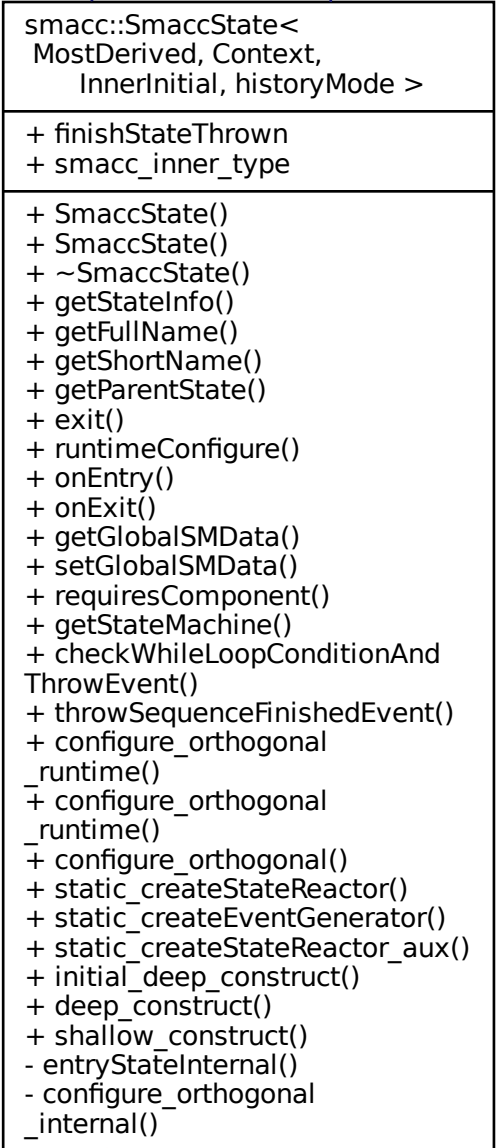 smacc::SmaccState<
MostDerived, Context,
InnerInitial, historyMode >
+ finishStateThrown
+ smacc_inner_type
+ SmaccState()
+ SmaccState()
+ ~SmaccState()
+ getStateInfo()
+ getFullName()
+ getShortName()
+ getParentState()
+ exit()
+ runtimeConfigure()
+ onEntry()
+ onExit()
+ getGlobalSMData()
+ setGlobalSMData()
+ requiresComponent()
+ getStateMachine()
+ checkWhileLoopConditionAnd
ThrowEvent()
+ throwSequenceFinishedEvent()
+ configure_orthogonal
_runtime()
+ configure_orthogonal
_runtime()
+ configure_orthogonal()
+ static_createStateReactor()
+ static_createEventGenerator()
+ static_createStateReactor_aux()
+ initial_deep_construct()
+ deep_construct()
+ shallow_construct()
- entryStateInternal()
- configure_orthogonal
_internal()